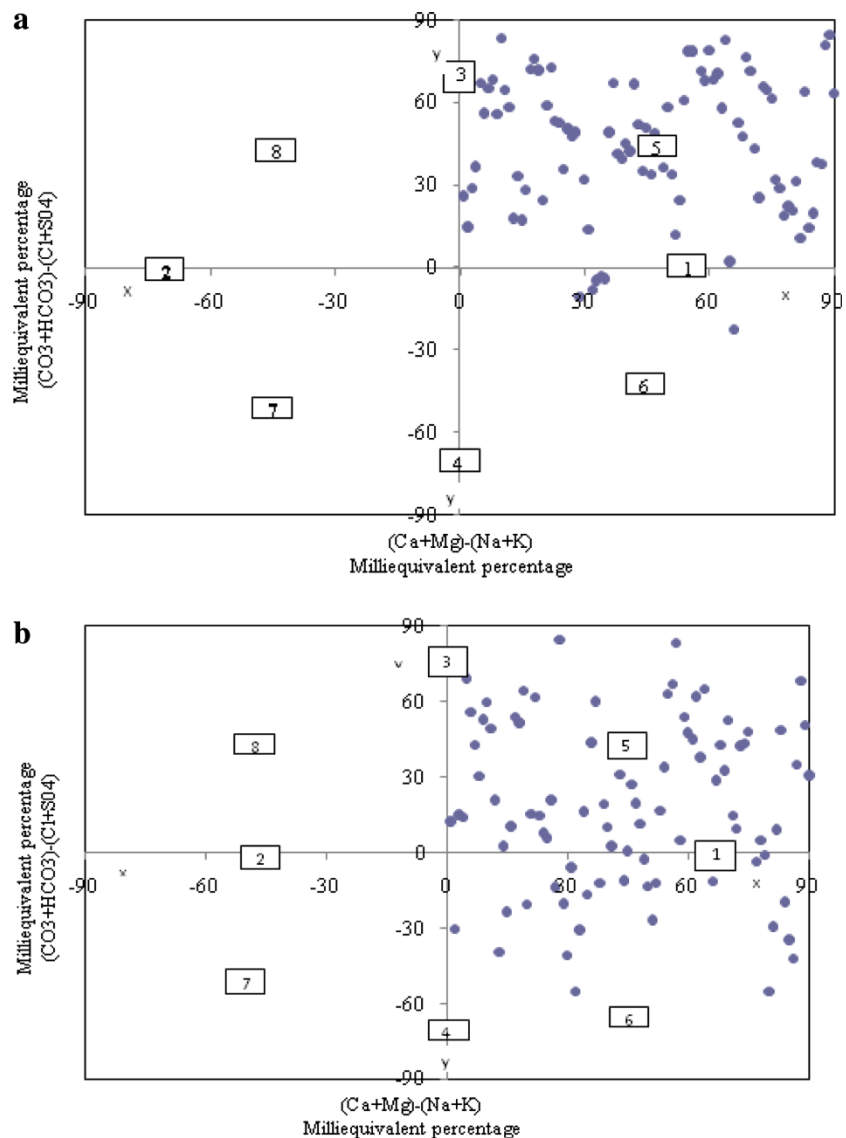 a
90
y
3
60
8
5
30
2
0
1
-90
-60
-30
0
30
60
90
x
x
-30
7
6
-60
4
y
-90
Milliequivalent percentage
(CO3+HCO3)-(Cl+SO4)
(Ca+Mg)-(Na+K)
Milliequivalent percentage
b
90
3
60
8
5
30
2
0
1
-90
-60
-30
0
30
60
90
x
x
-30
7
6
-60
4
y
-90
Milliequivalent percentage
(CO3+HCO3)-(Cl+SO4)
(Ca+Mg)-(Na+K)
Milliequivalent percentage